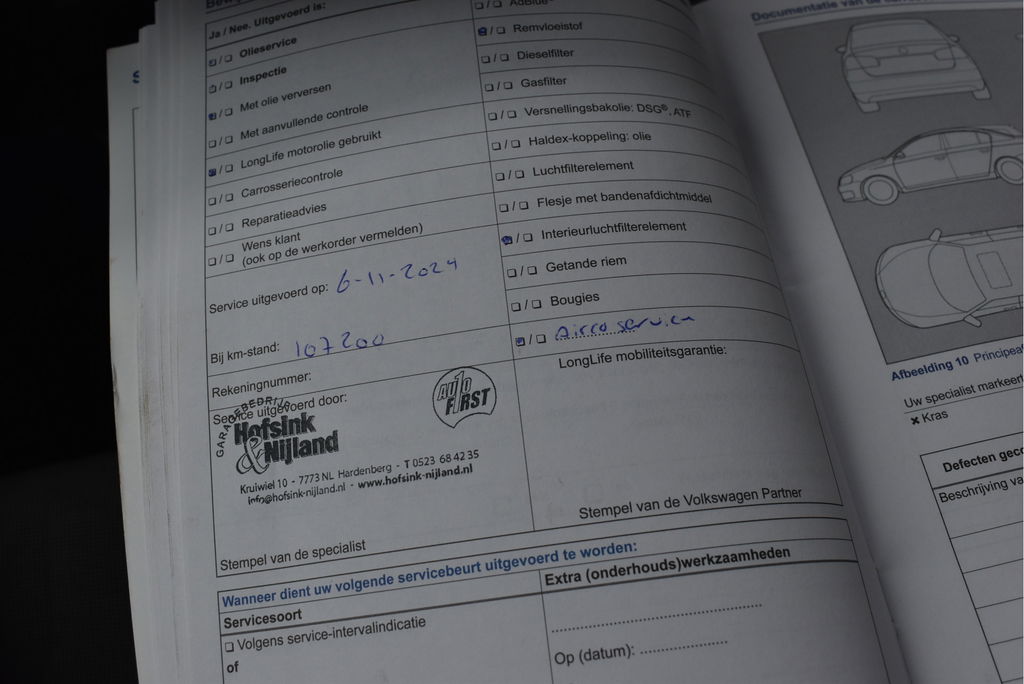 Ja / Nee. Uitgevoerd is:
❑ / ❑ Olieservice
❑ / ❑ Inspectie
❑ / ❑ Met olie verversen
❑ / ❑ Met aanvullende controle
❑ / ❑ LongLife motorolie gebruikt
❑ / ❑ Carrosseriecontrole
❑ / ❑ Reparatieadvies
❑ / ❑ Wens klant
(ook op de werkorder vermelden)
Service uitgevoerd op: 6-11-2024
Bij km-stand: 107200
Rekeningnummer:
Service uitgevoerd door:
GARAGEBEDRIJF
Hofsink
& Nijland
AUTO
FIRST
Kruiwiel 10 - 7773 NL Hardenberg - T 0523 68 42 35
info@hofsink-nijland.nl - www.hofsink-nijland.nl
Stempel van de specialist
❑ / ❑ AdBlue®
❑ / ❑ Remvloeistof
❑ / ❑ Dieselfilter
❑ / ❑ Gasfilter
❑ / ❑ Versnellingsbakolie: DSG®, ATF
❑ / ❑ Haldex-koppeling: olie
❑ / ❑ Luchtfilterelement
❑ / ❑ Flesje met bandenafdichtmiddel
❑ / ❑ Interieurluchtfilterelement
❑ / ❑ Getande riem
❑ / ❑ Bougies
❑ / ❑ Airco service
LongLife mobiliteitsgarantie:
Stempel van de Volkswagen Partner
Wanneer dient uw volgende servicebeurt uitgevoerd te worden:
Servicesoort
❑ Volgens service-intervalindicatie
of
Extra (onderhouds)werkzaamheden
Op (datum):
Documentatie van de
Afbeelding 10
Uw specialist markeert
✖ Kras
Defecten
Beschrijving